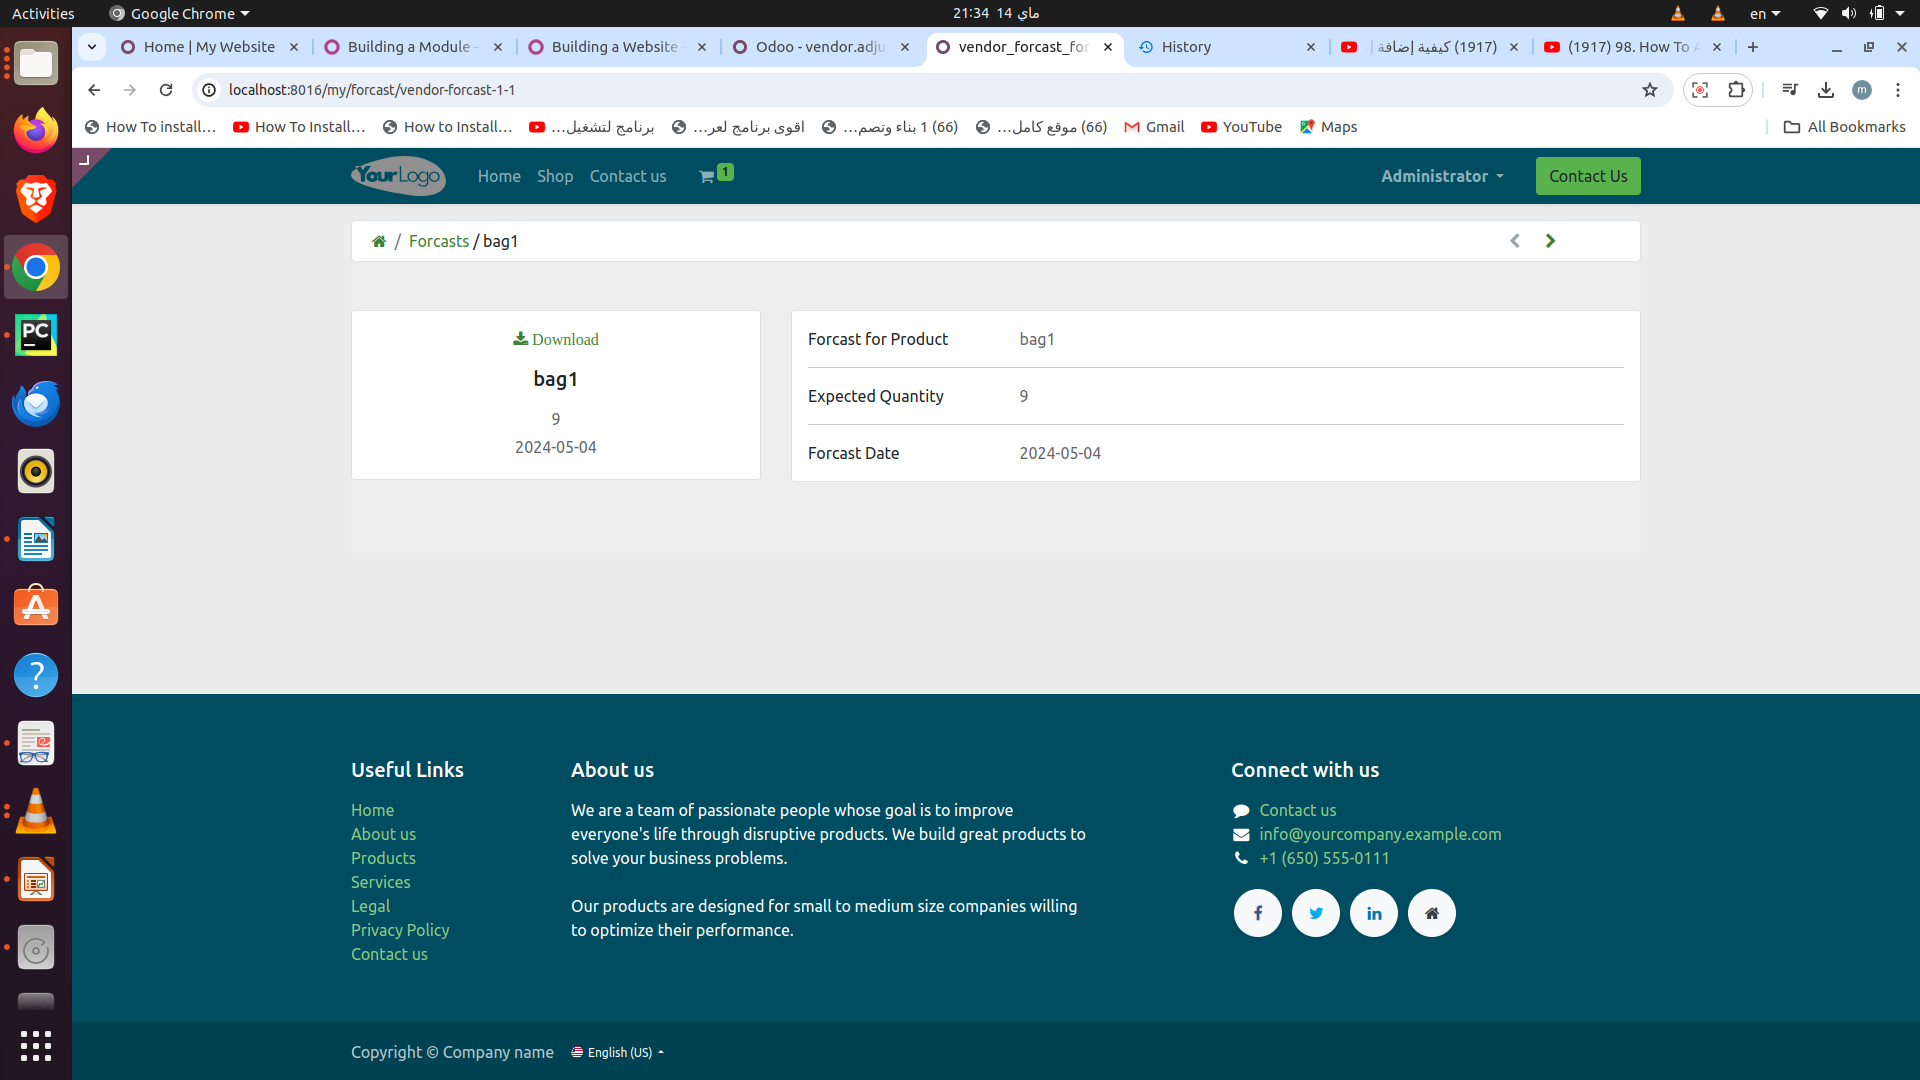 Activities
Google Chrome
21:34 14 ماي
en
Home | My Website
Building a Module -
Building a Website -
Odoo - vendor.adju
vendor_forcast_for
History
(1917) كيفية إضافة
(1917) 98. How To A
localhost:8016/my/forcast/vendor-forcast-1-1
m
How To install...
How To Install...
How to Install...
برنامج لتشغيل...
اقوى برنامج لعر...
(66) 1 بناء وتصم...
(66) موقع كامل...
Gmail
YouTube
Maps
All Bookmarks
YourLogo
Home
Shop
Contact us
1
Administrator
Contact Us
/ Forcasts / bag1
Download
bag1
9
2024-05-04
Forcast for Product
bag1
Expected Quantity
9
Forcast Date
2024-05-04
PC
Useful Links
Home
About us
Products
Services
Legal
Privacy Policy
Contact us
About us
We are a team of passionate people whose goal is to improve
everyone's life through disruptive products. We build great products to
solve your business problems.
Our products are designed for small to medium size companies willing
to optimize their performance.
Connect with us
Contact us
info@yourcompany.example.com
+1 (650) 555-0111
Copyright © Company name
English (US)